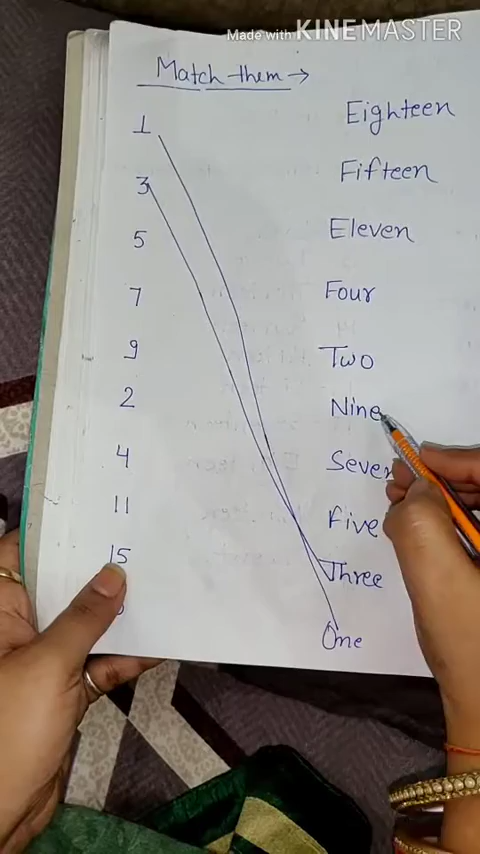 Made with KINEMASTER
Match them →
1 Eighteen
3 Fifteen
5 Eleven
7 Four
9 Two
2 Nine
4 Seven
11 Five
15 Three
One